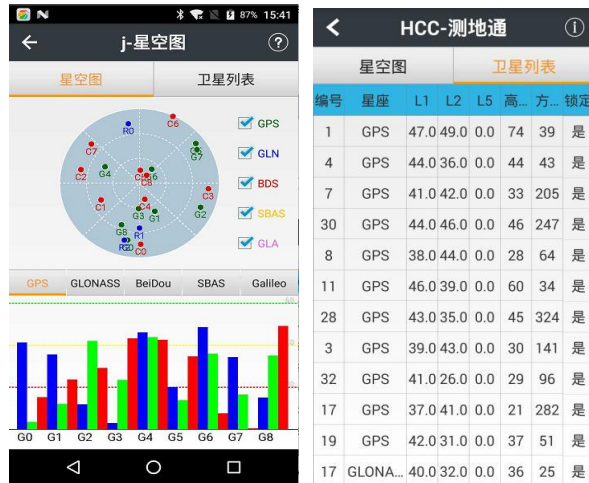 87% 15:41
j-星空图 ?
星空图 卫星列表
C6
R0
C7
G7
C2 G4
C8
C3
C1 C4
G3 G1 G2
G8 R1
C0
GPS
GLN
BDS
SBAS
GLA
GPS GLONASS BeiDou SBAS Galileo
G0 G1 G2 G3 G4 G5 G6 G7 G8
HCC-测地通
星空图 卫星列表
编号 星座 L1 L2 L5 高... 方... 锁定
1 GPS 47.0 49.0 0.0 74 39 是
4 GPS 44.0 36.0 0.0 44 43 是
7 GPS 41.0 42.0 0.0 33 205 是
30 GPS 44.0 46.0 0.0 46 247 是
8 GPS 38.0 44.0 0.0 28 64 是
11 GPS 46.0 39.0 0.0 60 34 是
28 GPS 43.0 35.0 0.0 45 324 是
3 GPS 39.0 43.0 0.0 30 141 是
32 GPS 41.0 26.0 0.0 29 96 是
17 GPS 37.0 41.0 0.0 21 282 是
19 GPS 42.0 31.0 0.0 37 51 是
17 GLONA... 40.0 32.0 0.0 36 25 是